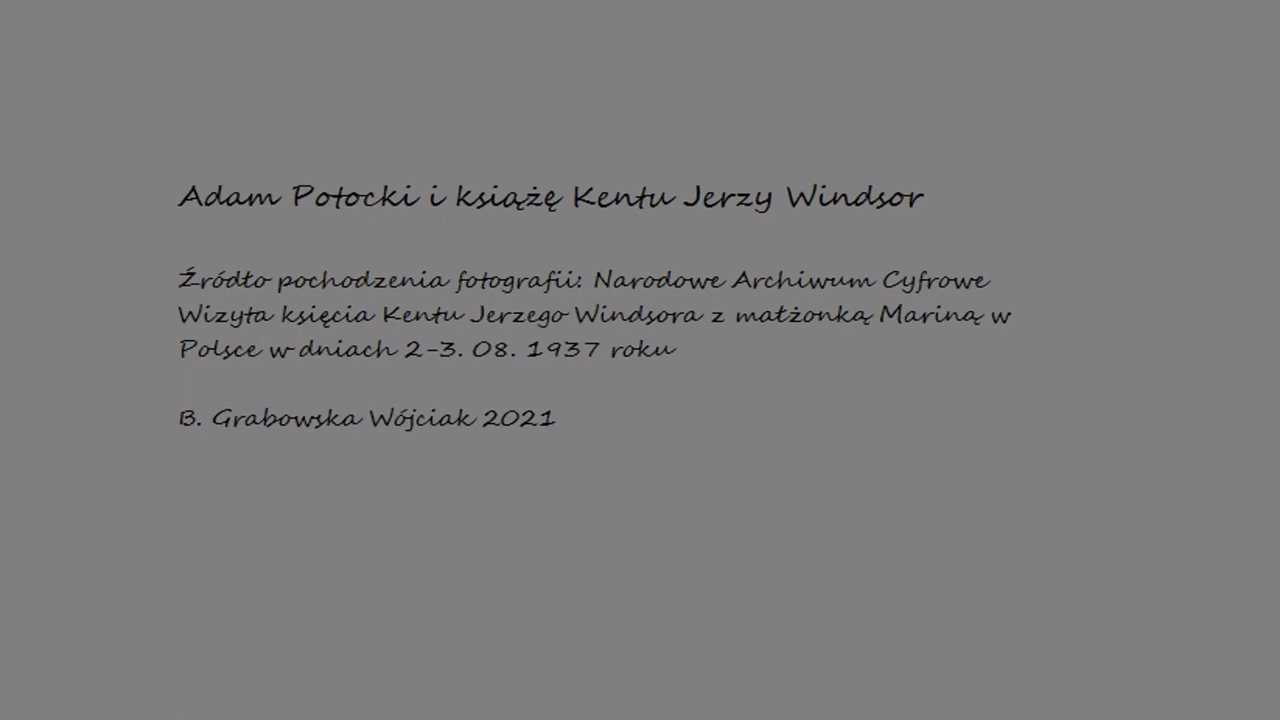 Adam Potocki i książę Kentu Jerzy Windsor
Źródło pochodzenia fotografii: Narodowe Archiwum Cyfrowe
Wizyta księcia Kentu Jerzego Windsora z małżonką Mariną w
Polsce w dniach 2-3. 08. 1937 roku
B. Grabowska Wójciak 2021